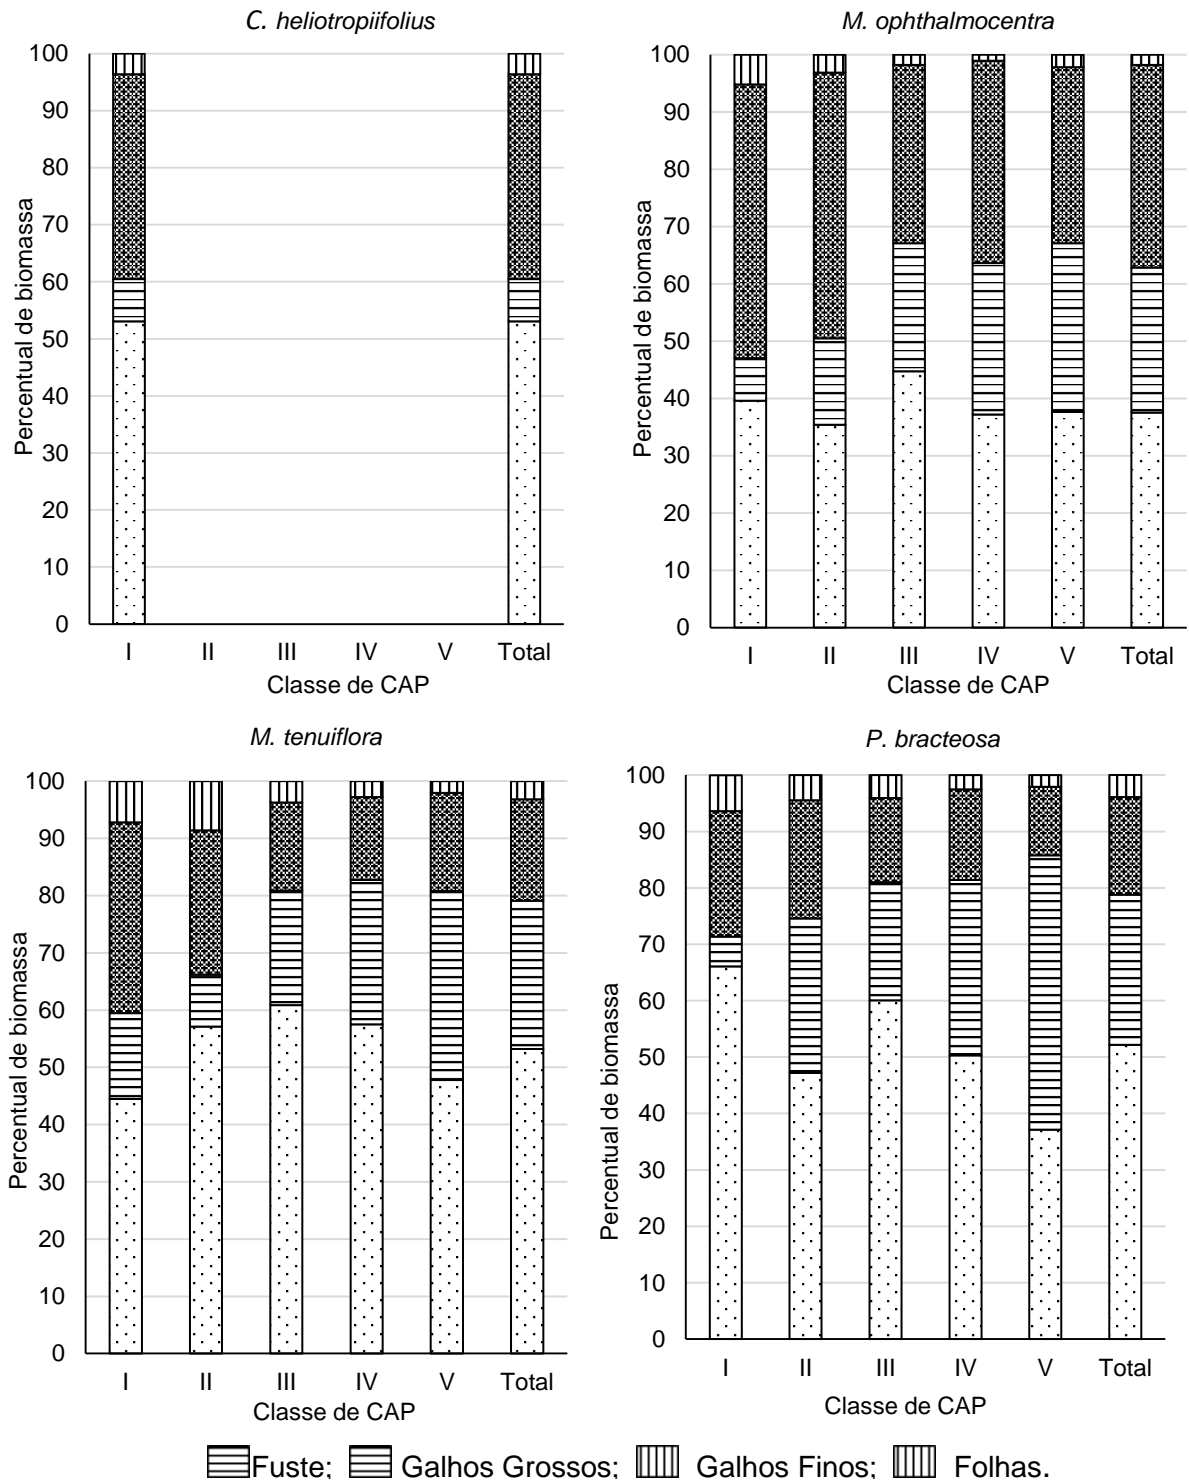 C. heliotropiifolius
100
90
80
70
60
50
40
30
20
10
0
Percentual de biomassa
I II III IV V Total
Classe de CAP
M. ophthalmocentra
100
90
80
70
60
50
40
30
20
10
0
Percentual de biomassa
I II III IV V Total
Classe de CAP
M. tenuiflora
100
90
80
70
60
50
40
30
20
10
0
Percentual de biomassa
I II III IV V Total
Classe de CAP
P. bracteosa
100
90
80
70
60
50
40
30
20
10
0
Percentual de biomassa
I II III IV V Total
Classe de CAP
Fuste; Galhos Grossos; Galhos Finos; Folhas.